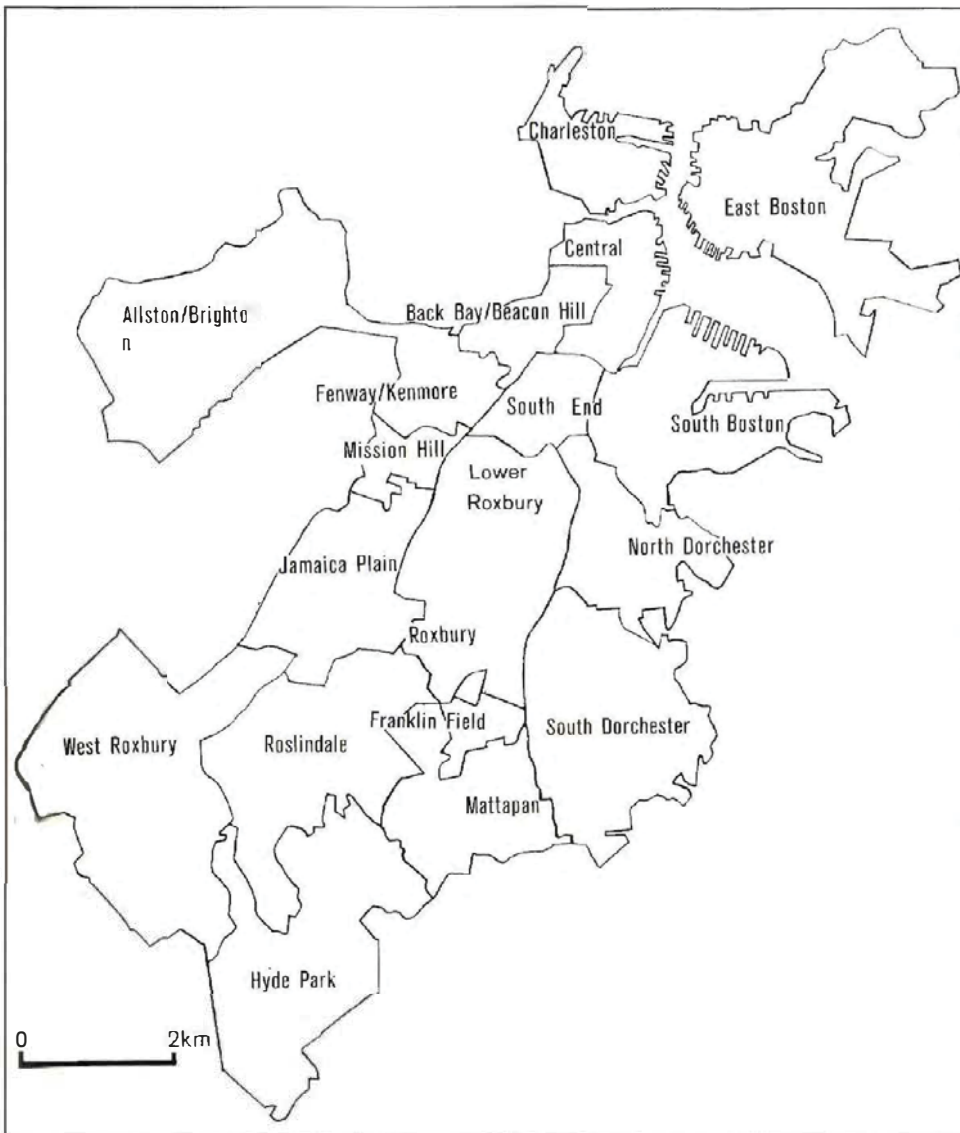 Charleston
East Boston
Central
Allston/Brighto
n
Back Bay/Beacon Hill
Fenway/Kenmore
South End
South Boston
Mission Hill
Lower
Roxbury
North Dorchester
Jamaica Plain
Roxbury
Franklin Field
South Dorchester
West Roxbury
Roslindale
Mattapan
Hyde Park
0 2km